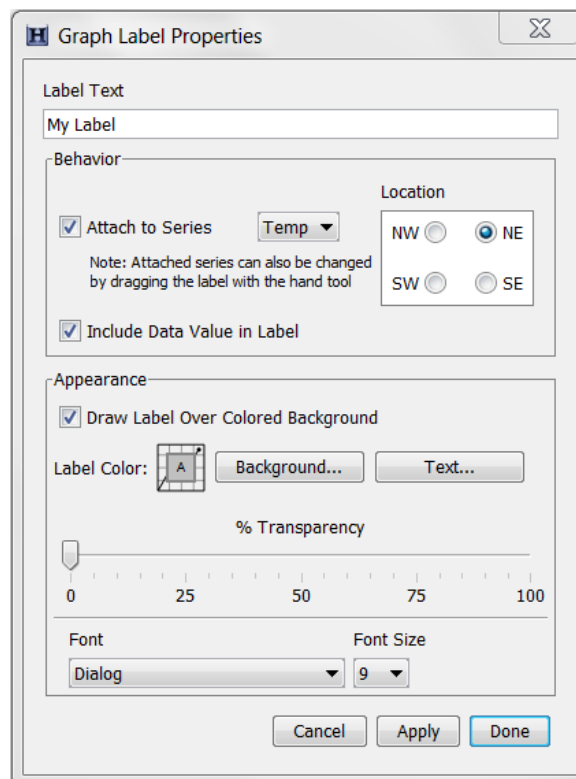 H Graph Label Properties
Label Text
My Label
Behavior
Location
Attach to Series Temp
NW NE
Note: Attached series can also be changed
by dragging the label with the hand tool
SW SE
Include Data Value in Label
Appearance
Draw Label Over Colored Background
Label Color: A Background... Text...
% Transparency
0 25 50 75 100
Font Font Size
Dialog 9
Cancel Apply Done